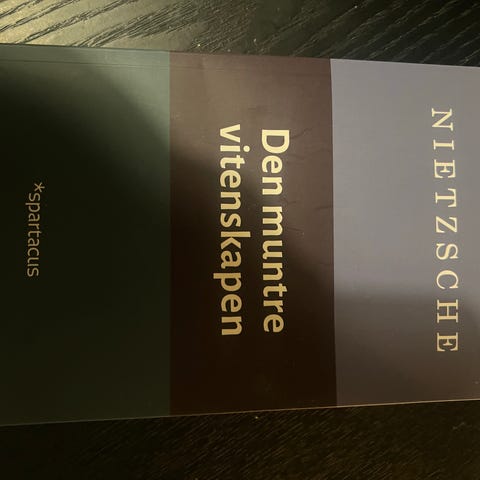 NIETZSCHE
Den muntre
vitenskapen
*spartacus